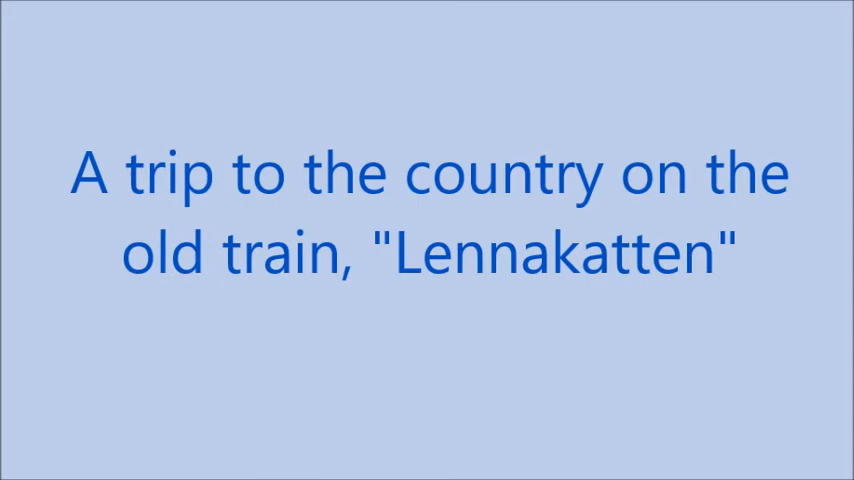 A trip to the country on the
old train, "Lennakatten"